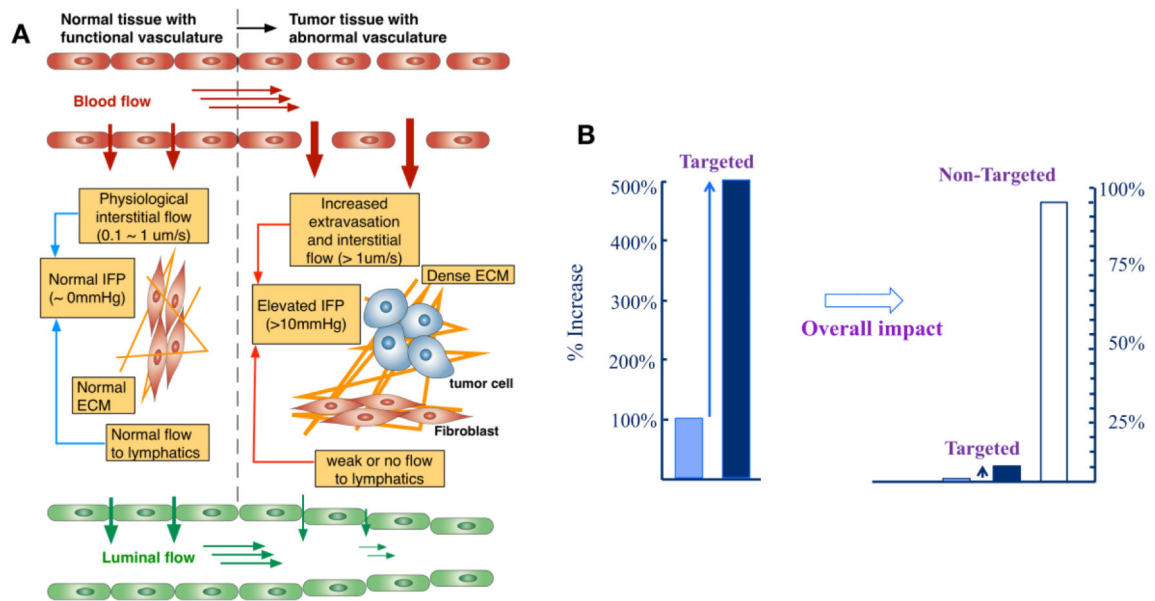 A
Normal tissue with
functional vasculature
Tumor tissue with
abnormal vasculature
Blood flow
Physiological
interstitial flow
(0.1 ~ 1 um/s)
Normal IFP
(~ 0mmHg)
Normal
ECM
Normal flow
to lymphatics
Increased
extravasation
and interstitial
flow (> 1um/s)
Dense ECM
Elevated IFP
(>10mmHg)
tumor cell
Fibroblast
weak or no flow
to lymphatics
Luminal flow
B
Targeted
500%
400%
300%
200%
100%
% Increase
Overall impact
Non-Targeted
Targeted
100%
75%
50%
25%